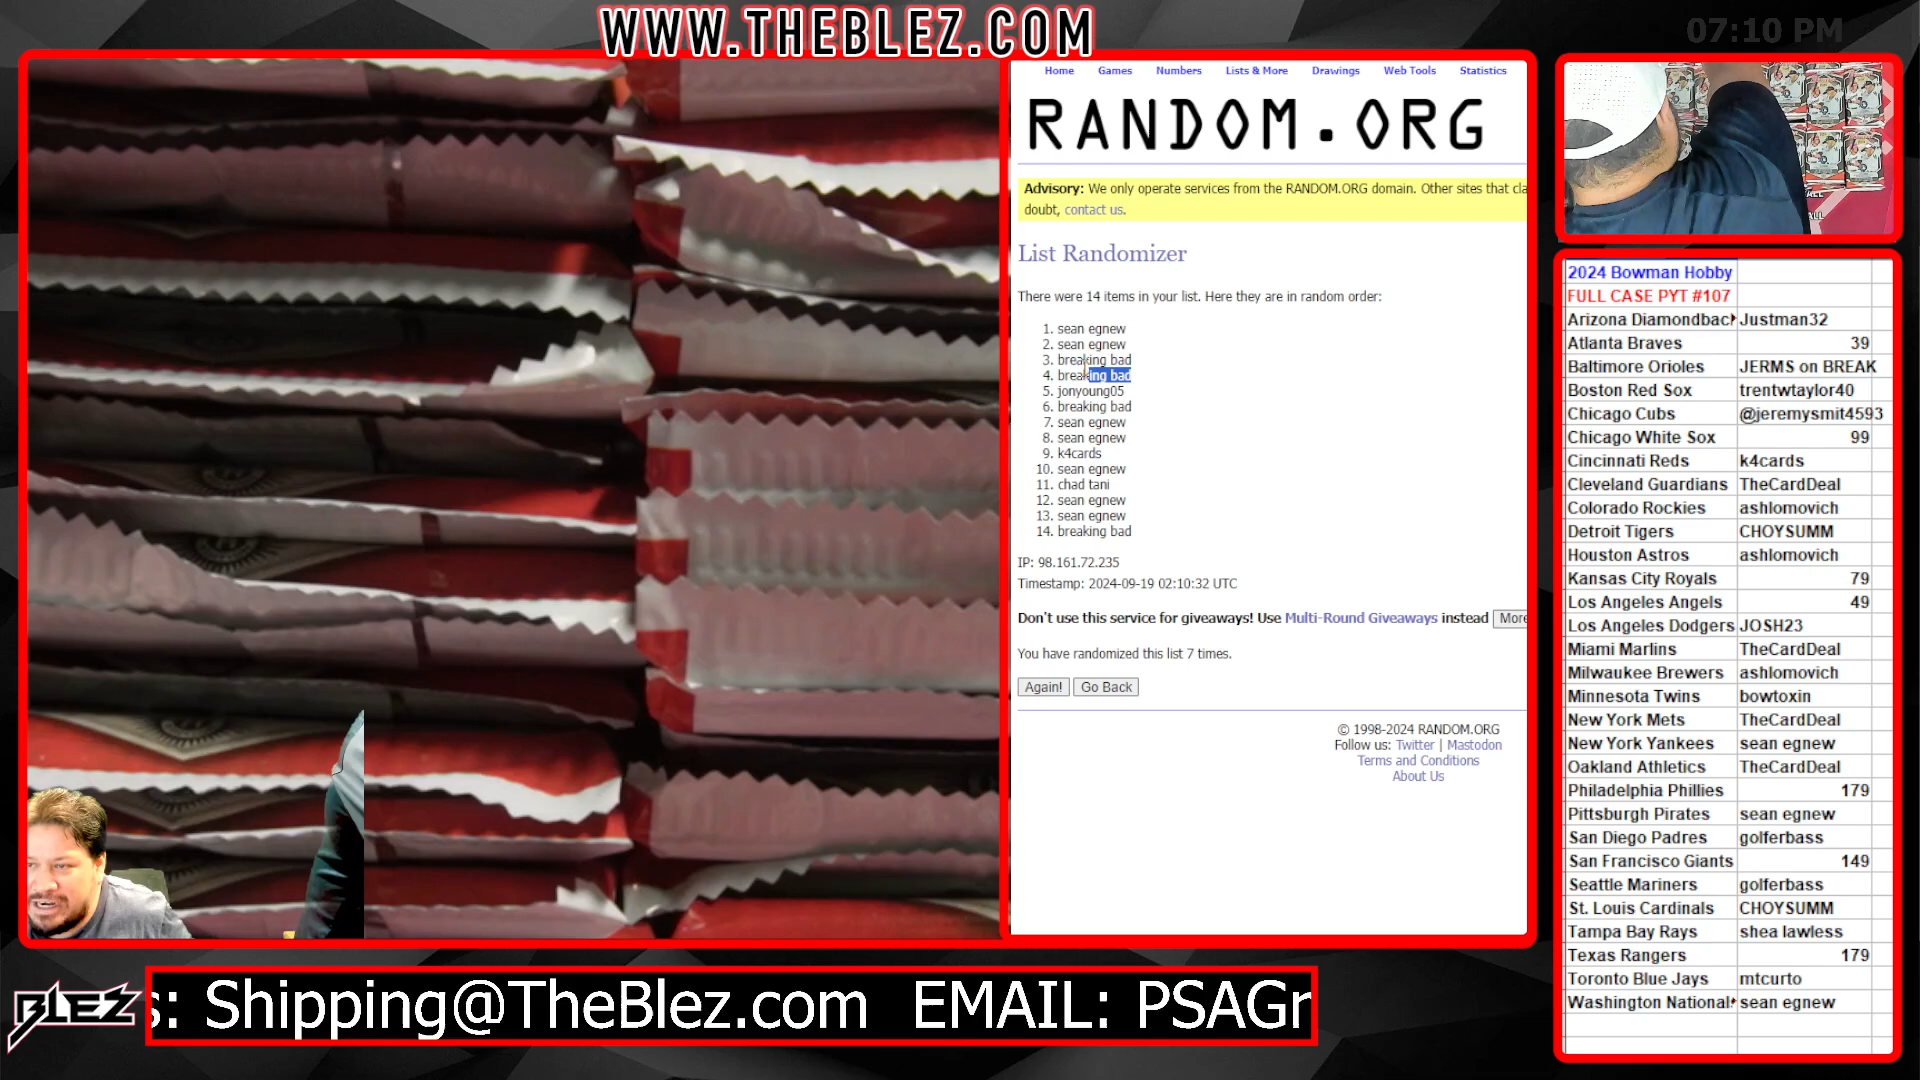 WWW.THEBLEZ.COM
07:10 PM
Home Games Numbers Lists & More Drawings Web Tools Statistics
RANDOM.ORG
Advisory: We only operate services from the RANDOM.ORG domain. Other sites that cla
doubt, contact us.
List Randomizer
There were 14 items in your list. Here they are in random order:
1. sean egnew
2. sean egnew
3. breaking bad
4. breaking bad
5. jonyoung05
6. breaking bad
7. sean egnew
8. sean egnew
9. k4cards
10. sean egnew
11. chad tani
12. sean egnew
13. sean egnew
14. breaking bad
IP: 98.161.72.235
Timestamp: 2024-09-19 02:10:32 UTC
Don't use this service for giveaways! Use Multi-Round Giveaways instead More
You have randomized this list 7 times.
Again! Go Back
© 1998-2024 RANDOM.ORG
Follow us: Twitter | Mastodon
Terms and Conditions
About Us
2024 Bowman Hobby
FULL CASE PYT #107
Arizona Diamondbac Justman32
Atlanta Braves 39
Baltimore Orioles JERMS on BREAK
Boston Red Sox trentwtaylor40
Chicago Cubs @jeremysmit4593
Chicago White Sox 99
Cincinnati Reds k4cards
Cleveland Guardians TheCardDeal
Colorado Rockies ashlomovich
Detroit Tigers CHOYSUMM
Houston Astros ashlomovich
Kansas City Royals 79
Los Angeles Angels 49
Los Angeles Dodgers JOSH23
Miami Marlins TheCardDeal
Milwaukee Brewers ashlomovich
Minnesota Twins bowtoxin
New York Mets TheCardDeal
New York Yankees sean egnew
Oakland Athletics TheCardDeal
Philadelphia Phillies 179
Pittsburgh Pirates sean egnew
San Diego Padres golferbass
San Francisco Giants 149
Seattle Mariners golferbass
St. Louis Cardinals CHOYSUMM
Tampa Bay Rays shea lawless
Texas Rangers 179
Toronto Blue Jays mtcurto
Washington National sean egnew
BLEZ
s: Shipping@TheBlez.com EMAIL: PSAGr